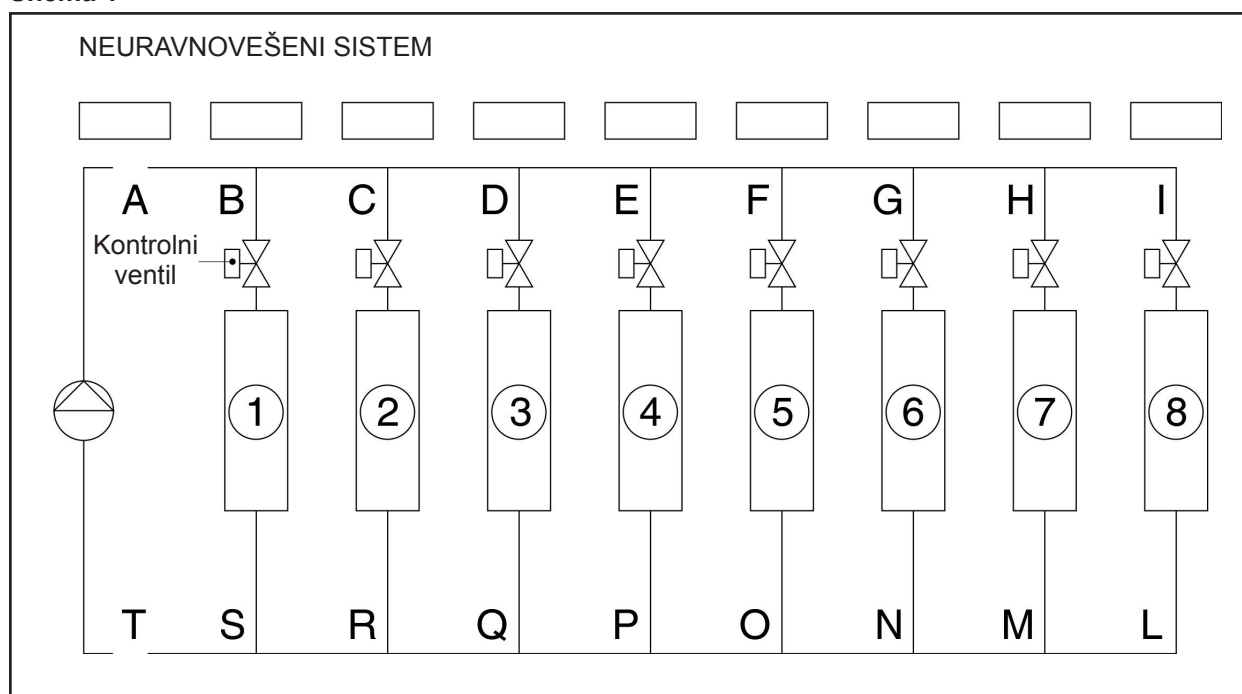 NEURAVNOVEŠENI SISTEM
A B C D E F G H I
Kontrolni
ventil
1 2 3 4 5 6 7 8
T S R Q P O N M L